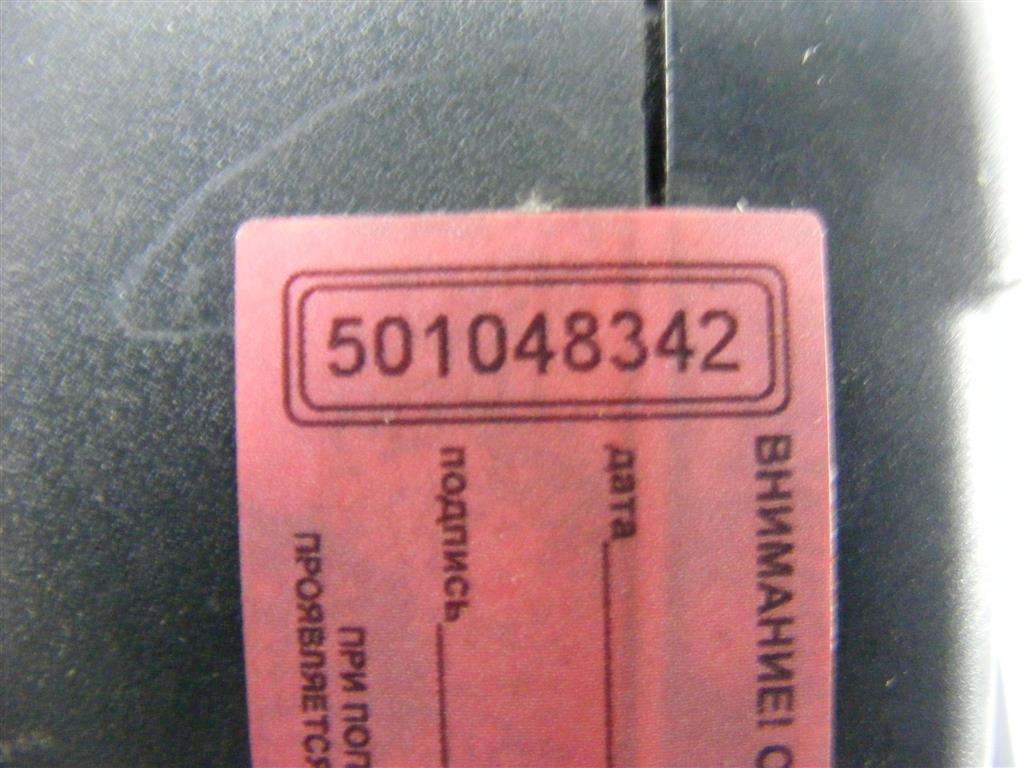 501048342
ВНИМАНИЕ!
дата
подпись
ПРИ
ПРОЯВЛЯЕТСЯ